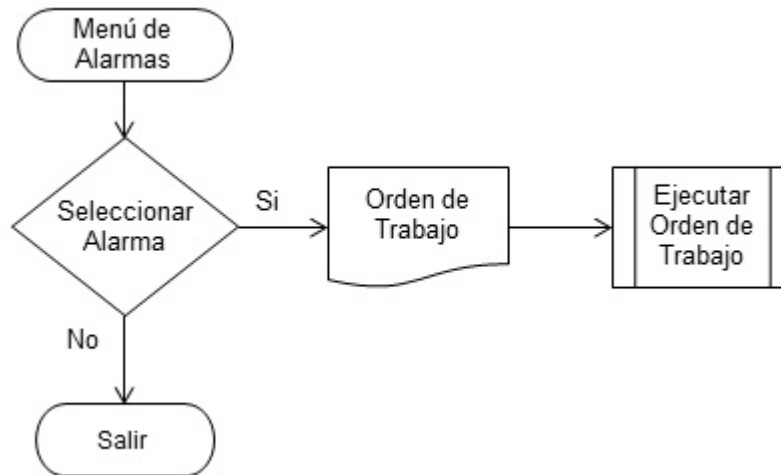 Menú de
Alarmas
Seleccionar
Alarma
Si
Orden de
Trabajo
Ejecutar
Orden de
Trabajo
No
Salir